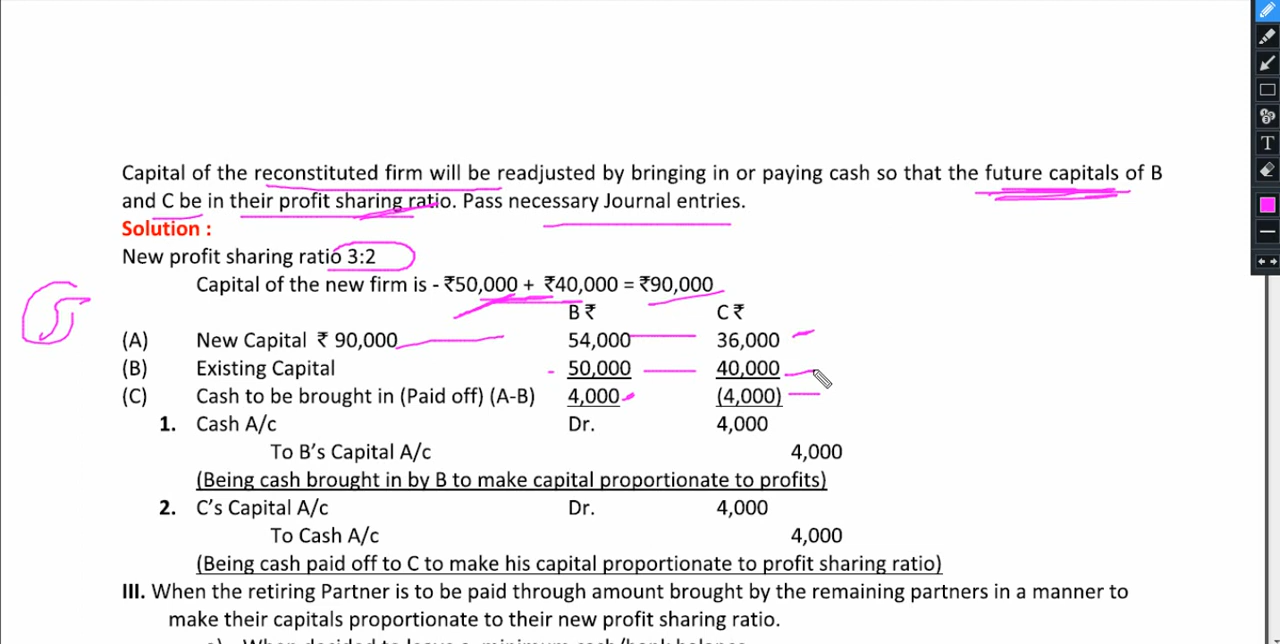 Capital of the reconstituted firm will be readjusted by bringing in or paying cash so that the future capitals of B
and C be in their profit sharing ratio. Pass necessary Journal entries.
Solution :
New profit sharing ratio 3:2
Capital of the new firm is - ₹50,000 + ₹40,000 = ₹90,000
B ₹ C ₹
(A) New Capital ₹ 90,000 54,000 36,000
(B) Existing Capital 50,000 40,000
(C) Cash to be brought in (Paid off) (A-B) 4,000 (4,000)
1. Cash A/c Dr. 4,000
To B's Capital A/c 4,000
(Being cash brought in by B to make capital proportionate to profits)
2. C's Capital A/c Dr. 4,000
To Cash A/c 4,000
(Being cash paid off to C to make his capital proportionate to profit sharing ratio)
III. When the retiring Partner is to be paid through amount brought by the remaining partners in a manner to
make their capitals proportionate to their new profit sharing ratio.